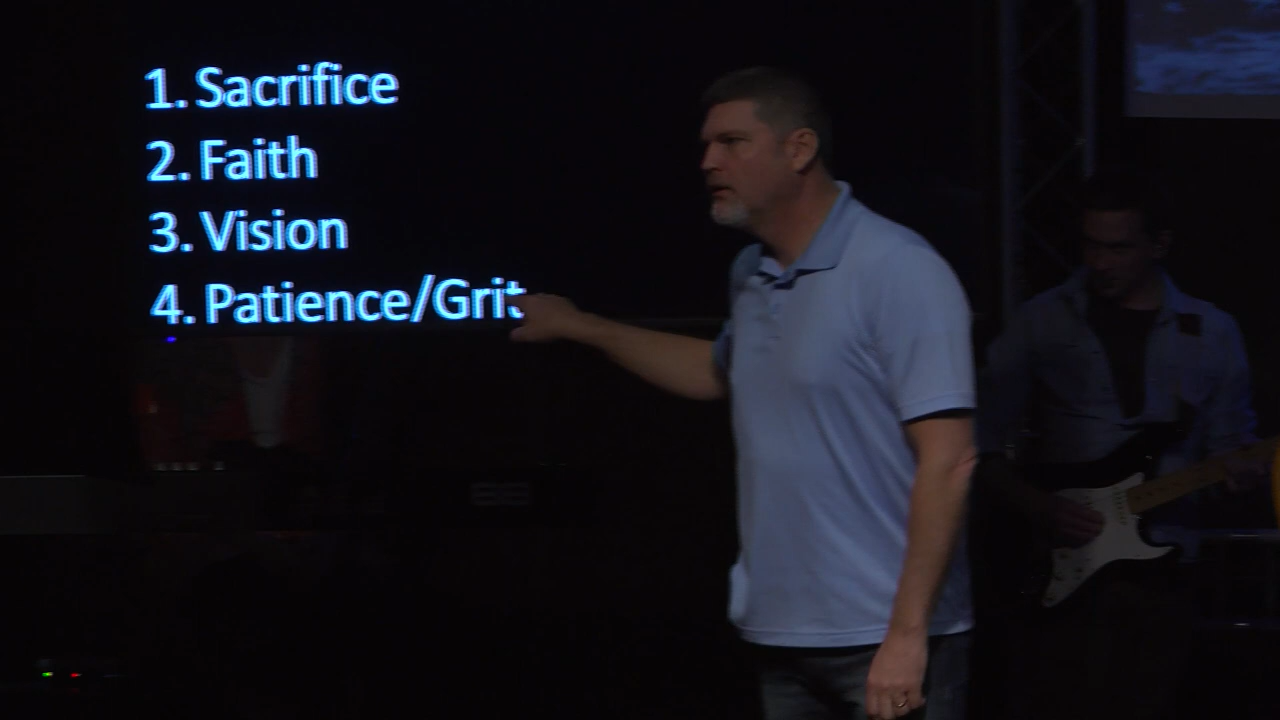 1. Sacrifice
2. Faith
3. Vision
4. Patience/Grit